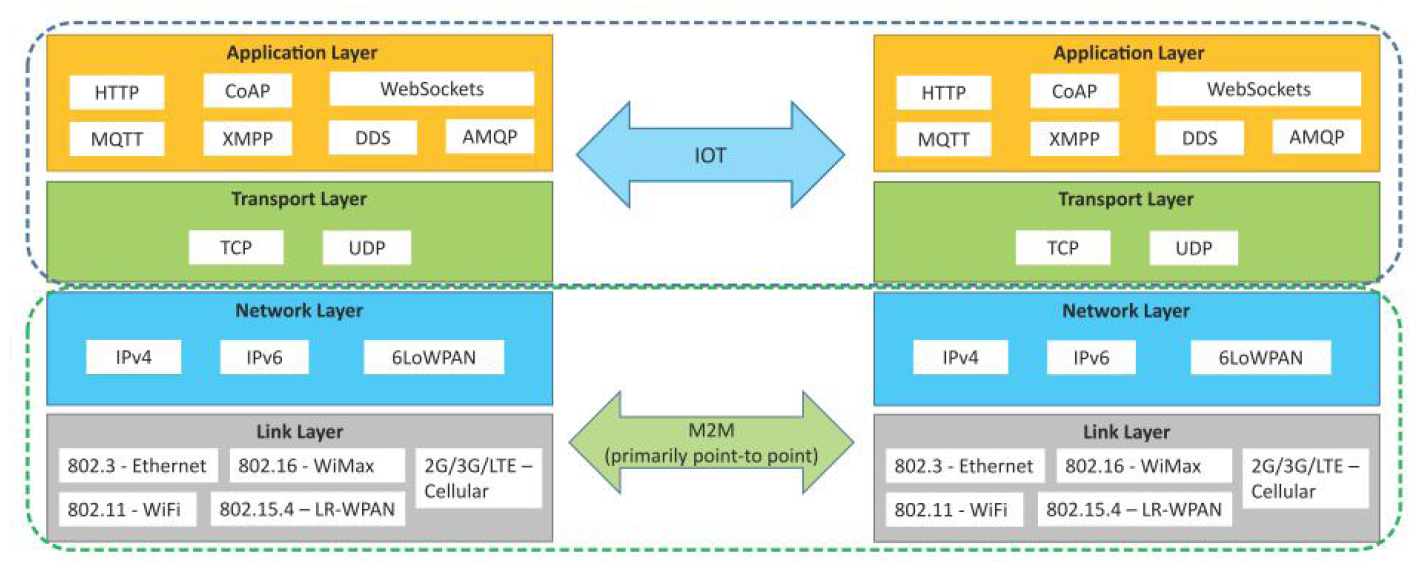 Application Layer
HTTP
CoAP
WebSockets
MQTT
XMPP
DDS
AMQP
Transport Layer
TCP
UDP
Network Layer
IPv4
IPv6
6LoWPAN
Link Layer
802.3 - Ethernet
802.16 - WiMax
2G/3G/LTE –
Cellular
802.11 - WiFi
802.15.4 – LR-WPAN
IOT
M2M
(primarily point-to point)
Application Layer
HTTP
CoAP
WebSockets
MQTT
XMPP
DDS
AMQP
Transport Layer
TCP
UDP
Network Layer
IPv4
IPv6
6LoWPAN
Link Layer
802.3 - Ethernet
802.16 - WiMax
2G/3G/LTE –
Cellular
802.11 - WiFi
802.15.4 – LR-WPAN